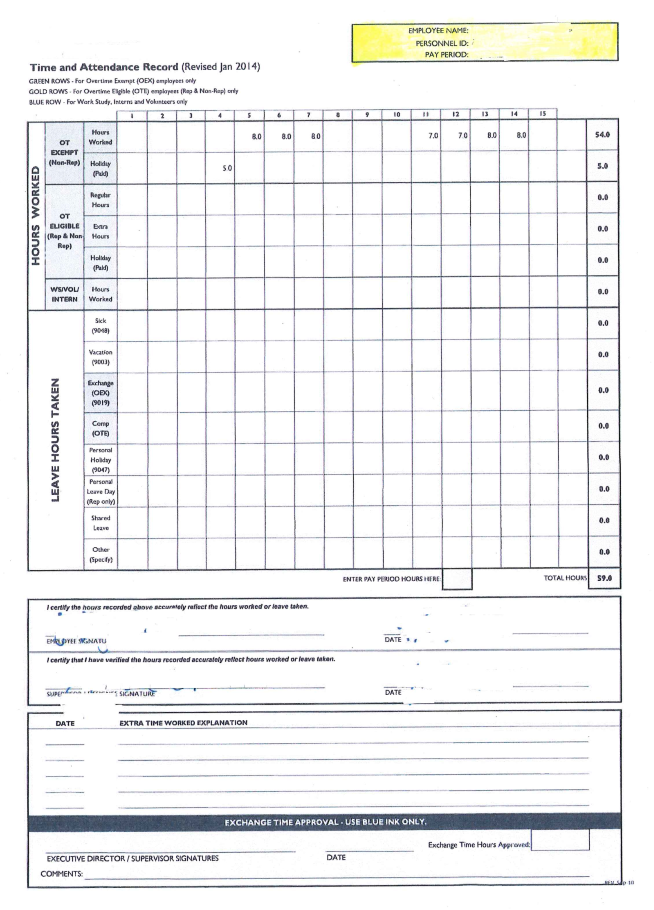 EMPLOYEE NAME:
PERSONNEL ID:
PAY PERIOD:
Time and Attendance Record (Revised Jan 2014)
GREEN ROWS - For Overtime Exempt (OEX) employees only
GOLD ROWS - For Overtime Eligible (OTE) employees (Rep & Non-Rep) only
BLUE ROW - For Work Study, Interns and Volunteers only
1 2 3 4 5 6 7 8 9 10 11 12 13 14 15
HOURS WORKED
OT EXEMPT (Non-Rep)
Hours Worked 8.0 8.0 8.0 7.0 7.0 8.0 8.0 54.0
Holiday (Paid) 5.0 5.0
OT ELIGIBLE (Rep & Non Rep)
Regular Hours 0.0
Extra Hours 0.0
Holiday (Paid) 0.0
WS/VOL/ INTERN
Hours Worked 0.0
LEAVE HOURS TAKEN
Sick (9048) 0.0
Vacation (9003) 0.0
Exchange (OEX) (9019) 0.0
Comp (OTE) 0.0
Personal Holiday (9047) 0.0
Personal Leave Day (Rep only) 0.0
Shared Leave 0.0
Other (Specify) 0.0
ENTER PAY PERIOD HOURS HERE TOTAL HOURS 59.0
I certify the hours recorded above accurately reflect the hours worked or leave taken.
DATE
I certify that I have verified the hours recorded accurately reflect hours worked or leave taken.
SIGNATURE DATE
DATE EXTRA TIME WORKED EXPLANATION
EXCHANGE TIME APPROVAL - USE BLUE INK ONLY.
Exchange Time Hours Approved:
EXECUTIVE DIRECTOR / SUPERVISOR SIGNATURES DATE
COMMENTS:
REV. Sep 10